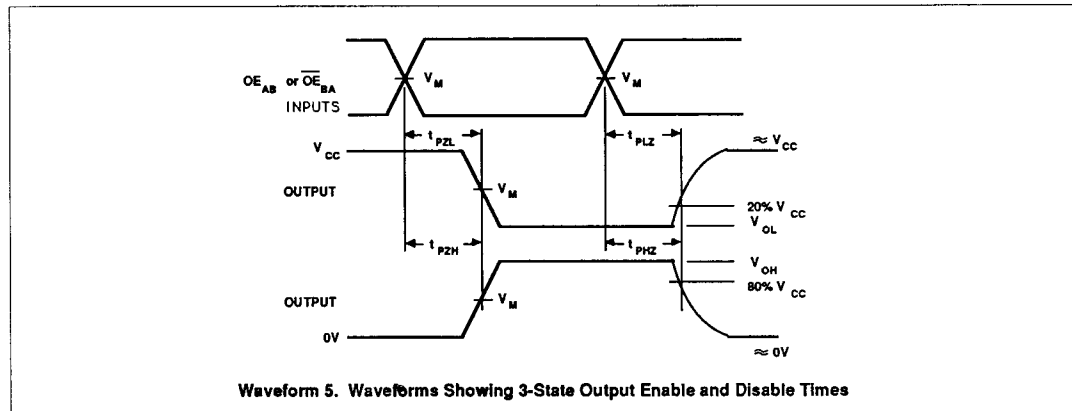 OE_AB or O̅E̅_BA
INPUTS
V_M
V_M
t_PZL
t_PLZ
V_CC
≈ V_CC
OUTPUT
V_M
20% V_CC
V_OL
t_PZH
t_PHZ
V_OH
80% V_CC
OUTPUT
V_M
0V
≈ 0V
Waveform 5. Waveforms Showing 3-State Output Enable and Disable Times